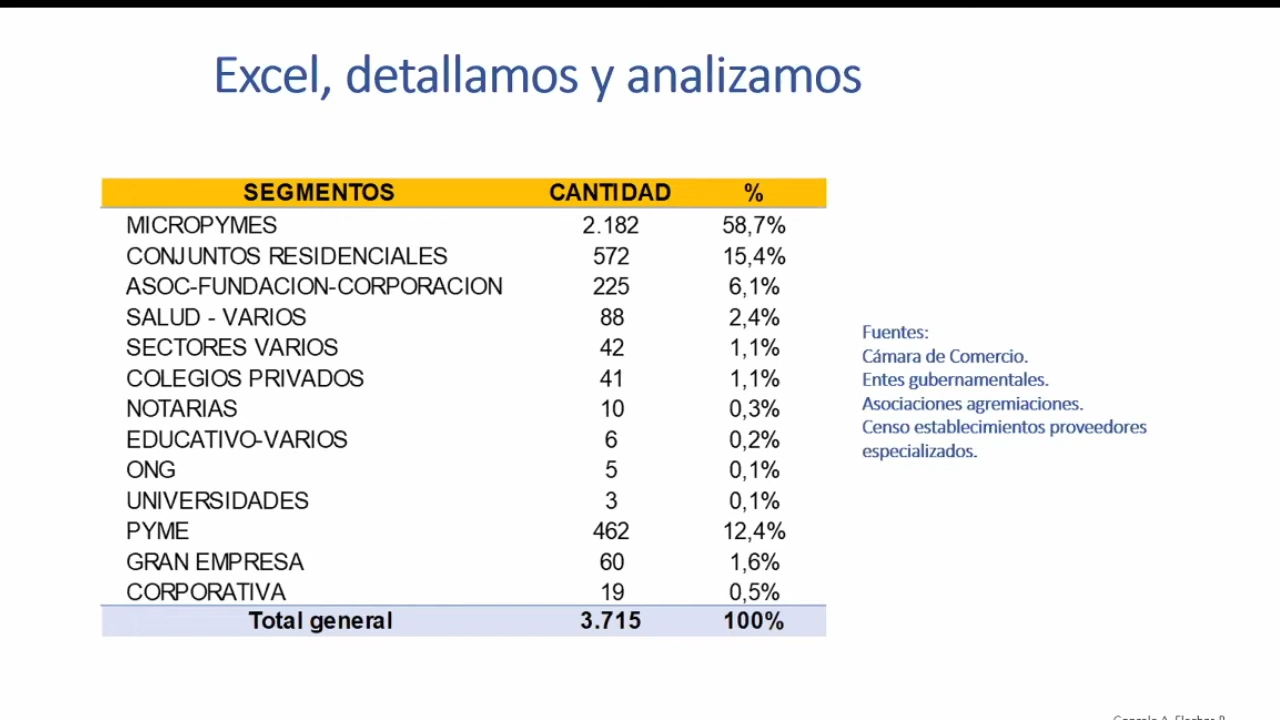 Excel, detallamos y analizamos
SEGMENTOS CANTIDAD %
MICROPYMES 2.182 58,7%
CONJUNTOS RESIDENCIALES 572 15,4%
ASOC-FUNDACION-CORPORACION 225 6,1%
SALUD - VARIOS 88 2,4%
SECTORES VARIOS 42 1,1%
COLEGIOS PRIVADOS 41 1,1%
NOTARIAS 10 0,3%
EDUCATIVO-VARIOS 6 0,2%
ONG 5 0,1%
UNIVERSIDADES 3 0,1%
PYME 462 12,4%
GRAN EMPRESA 60 1,6%
CORPORATIVA 19 0,5%
Total general 3.715 100%
Fuentes:
Cámara de Comercio.
Entes gubernamentales.
Asociaciones agremiaciones.
Censo establecimientos proveedores
especializados.